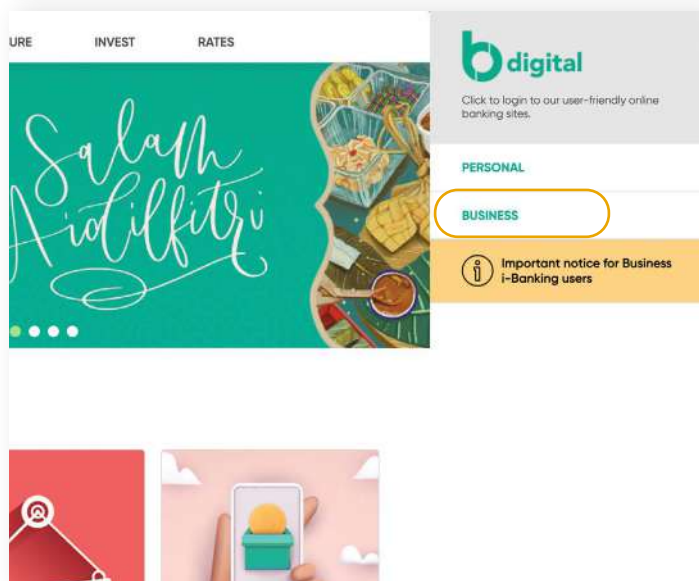 URE INVEST RATES
Salam
Aidilfitri
b digital
Click to login to our user-friendly online
banking sites.
PERSONAL
BUSINESS
Important notice for Business
i-Banking users